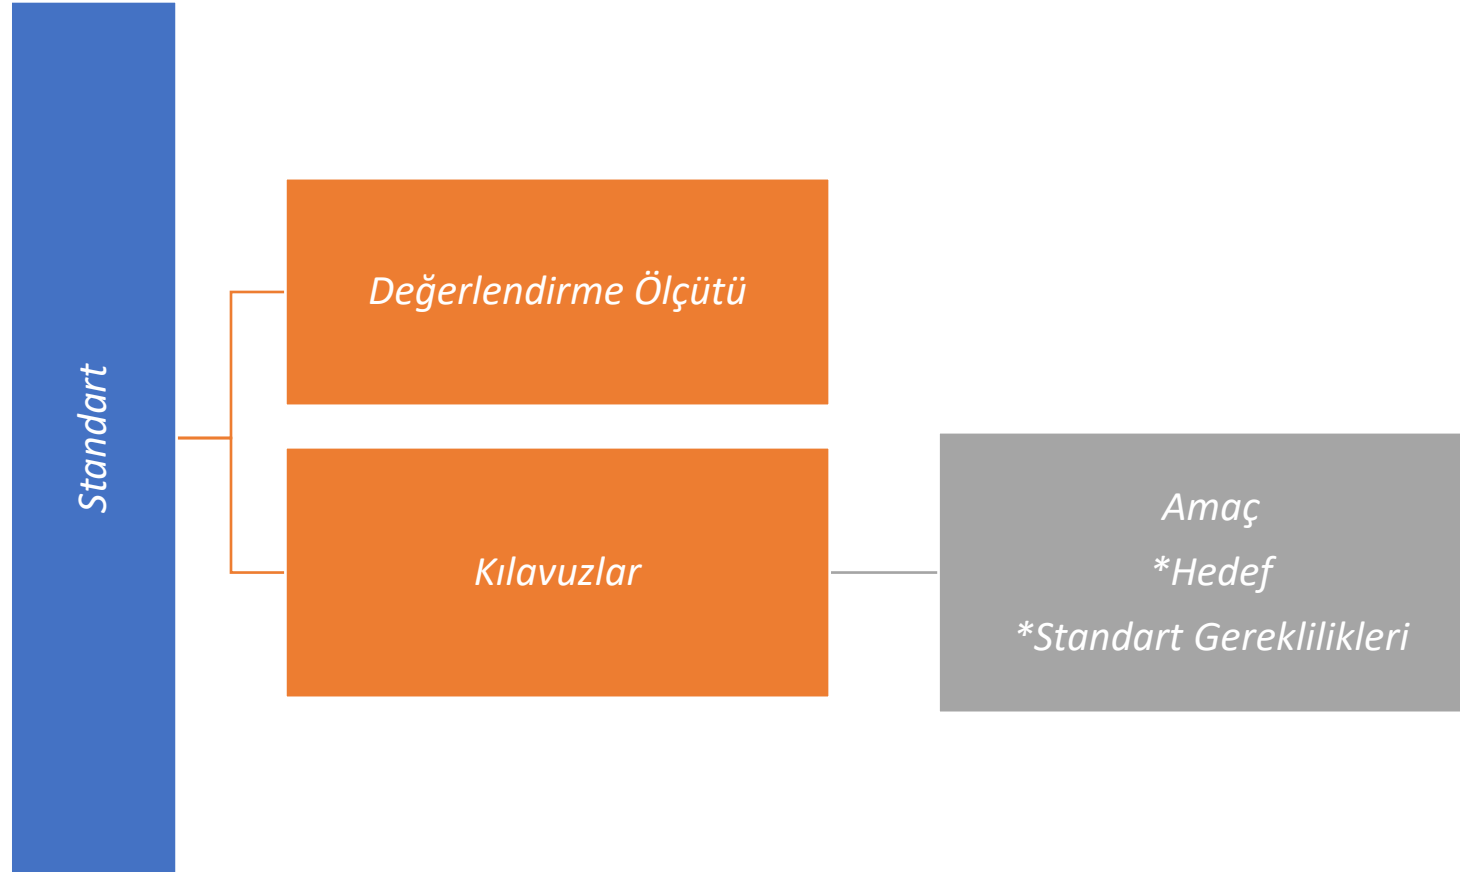 Standart
Değerlendirme Ölçütü
Kılavuzlar
Amaç
*Hedef
*Standart Gereklilikleri